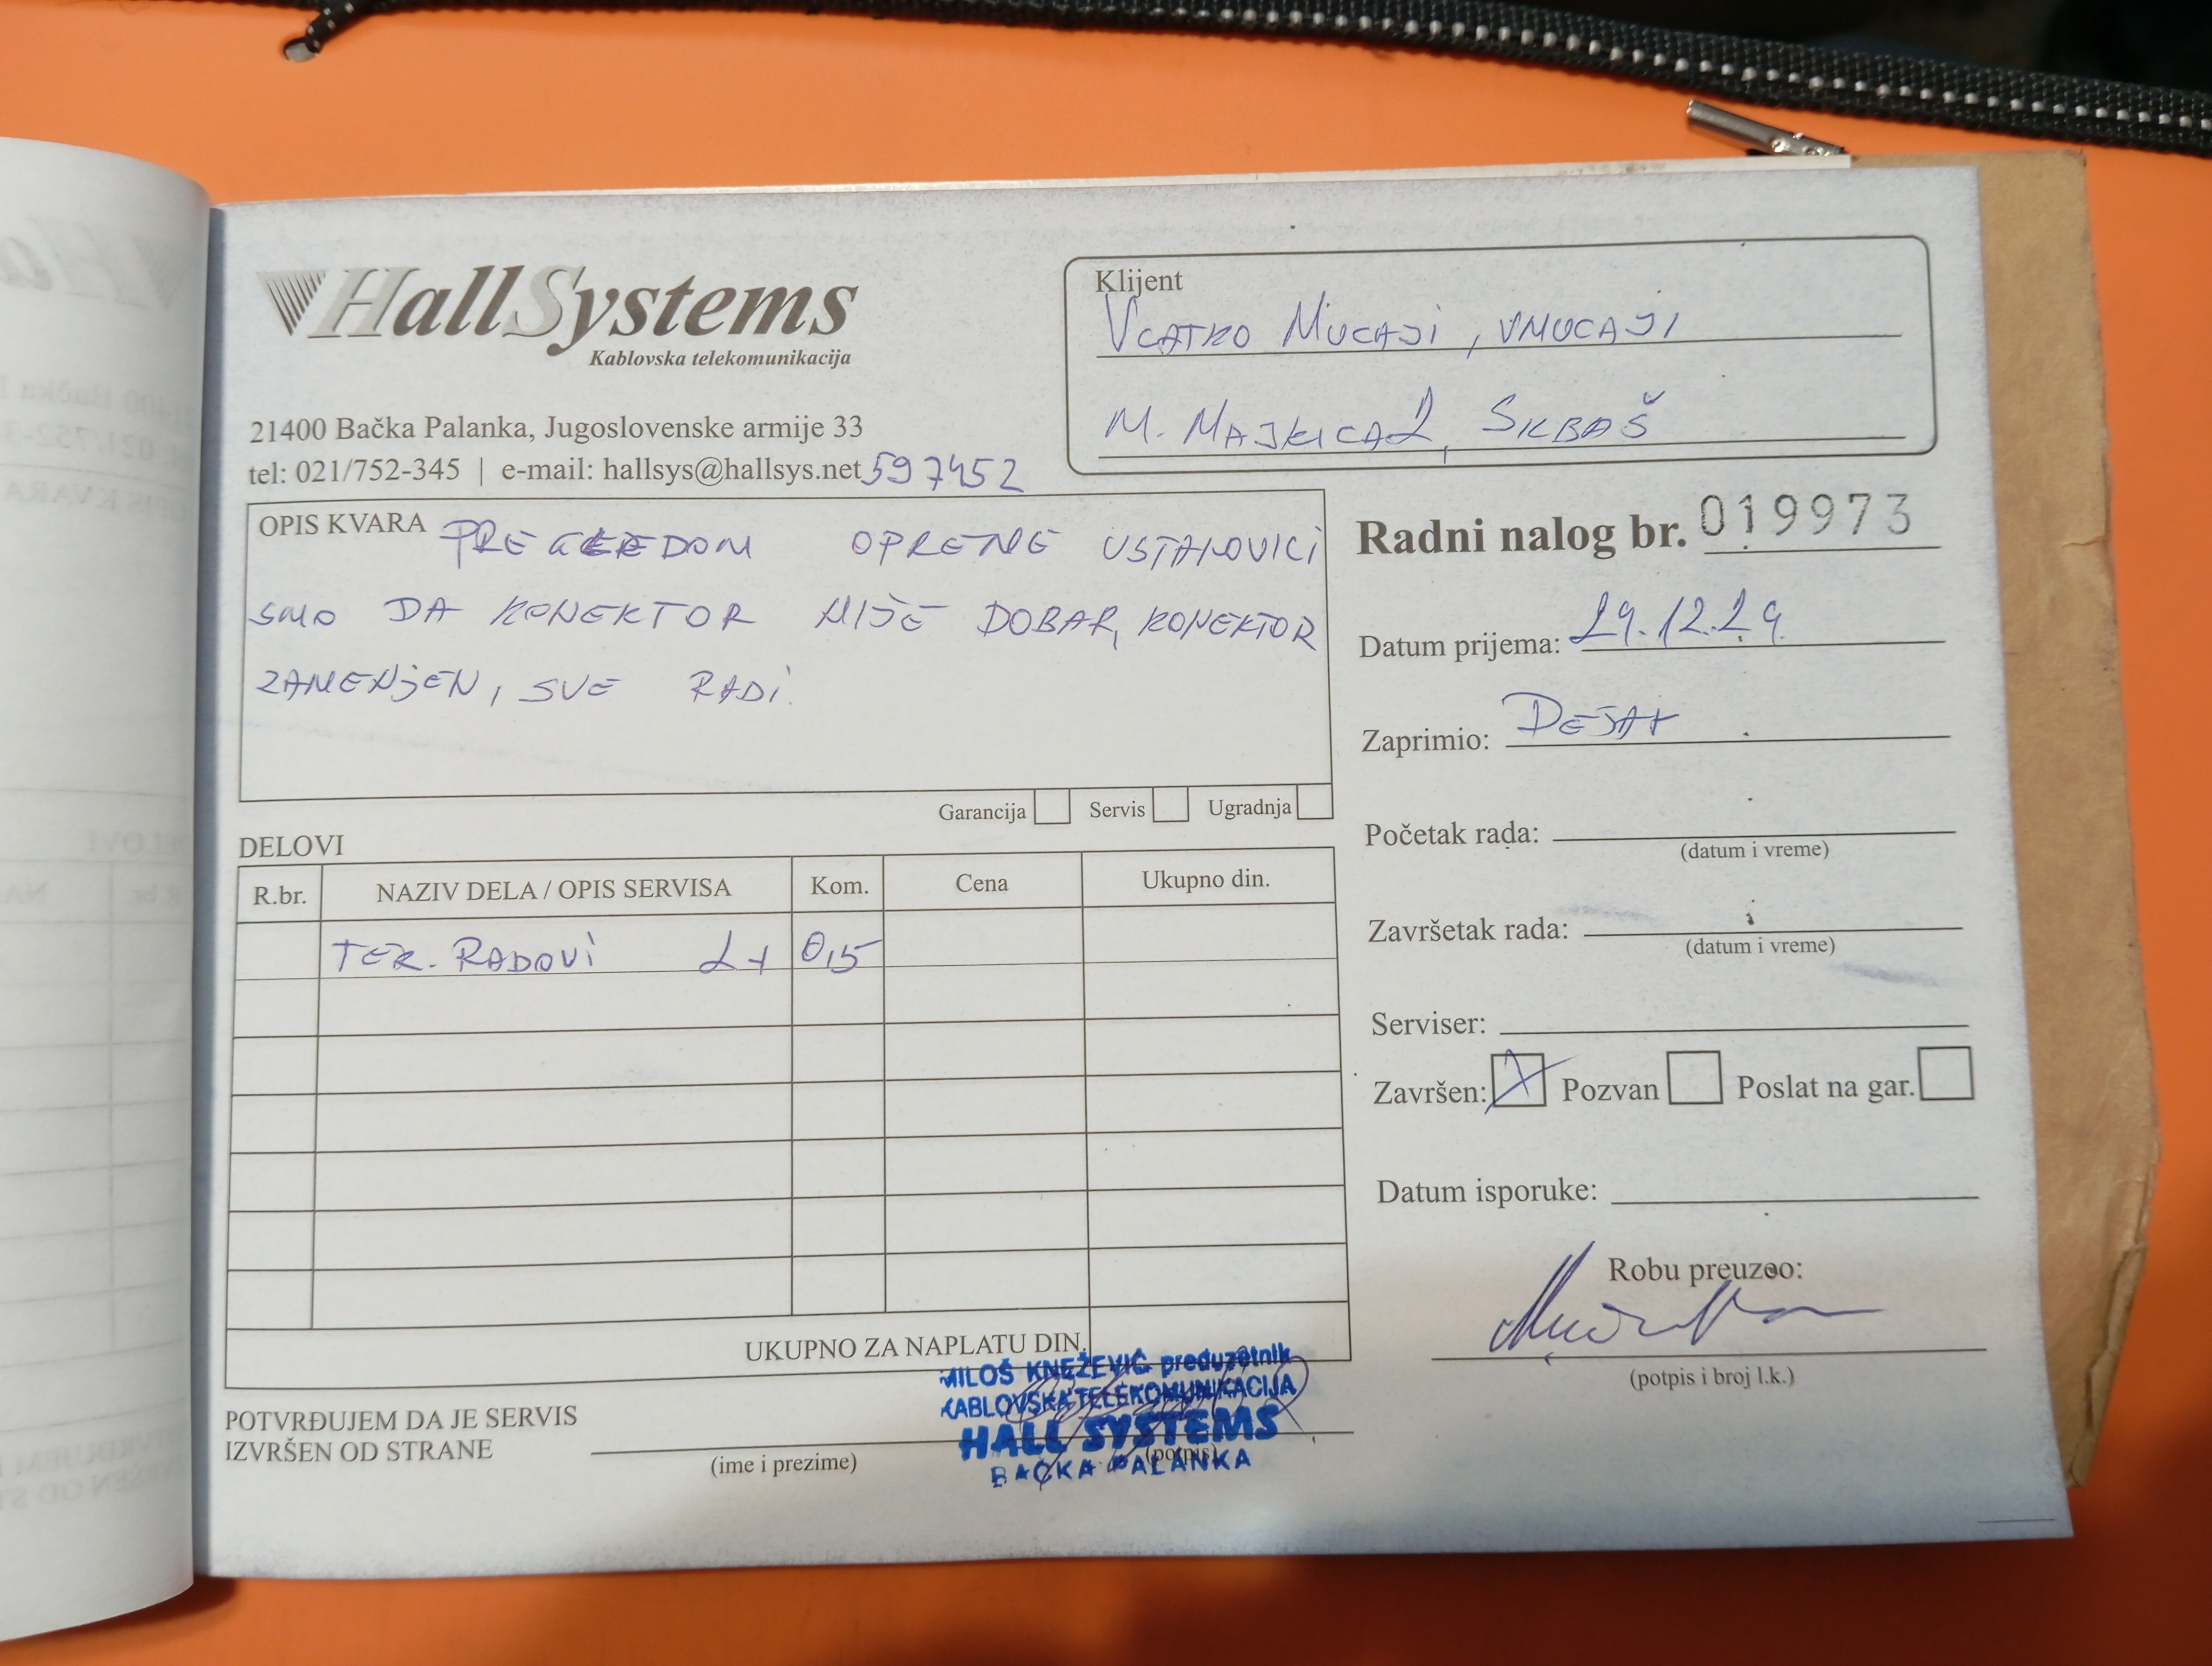 HallSystems
Kablovska telekomunikacija
21400 Bačka Palanka, Jugoslovenske armije 33
tel: 021/752-345 | e-mail: hallsys@hallsys.net 597452
Klijent
VLATKO MUCAJI, VMUCAJI
M. MAJKICA 2, SRBAŠ
OPIS KVARA PREGLEDOM OPREME USTANOVILI
SMO DA KONEKTOR NIJE DOBAR, KONEKTOR
ZAMENJEN, SVE RADI.
Garancija Servis Ugradnja
Radni nalog br. 019973
Datum prijema: 29.12.24.
Zaprimio: DEJAN
Početak rada:
(datum i vreme)
Završetak rada:
(datum i vreme)
Serviser:
Završen: X Pozvan Poslat na gar.
Datum isporuke:
Robu preuzeo:
(potpis i broj l.k.)
DELOVI
R.br. NAZIV DELA / OPIS SERVISA Kom. Cena Ukupno din.
TER. RADOVI 2x 0,5
UKUPNO ZA NAPLATU DIN.
MILOŠ KNEŽEVIĆ preduzetnik
KABLOVSKA TELEKOMUNIKACIJA
HALL SYSTEMS
BAČKA PALANKA
POTVRĐUJEM DA JE SERVIS
IZVRŠEN OD STRANE
(ime i prezime) (potpis)